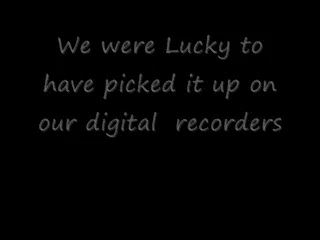 We were Lucky to
have picked it up on
our digital recorders